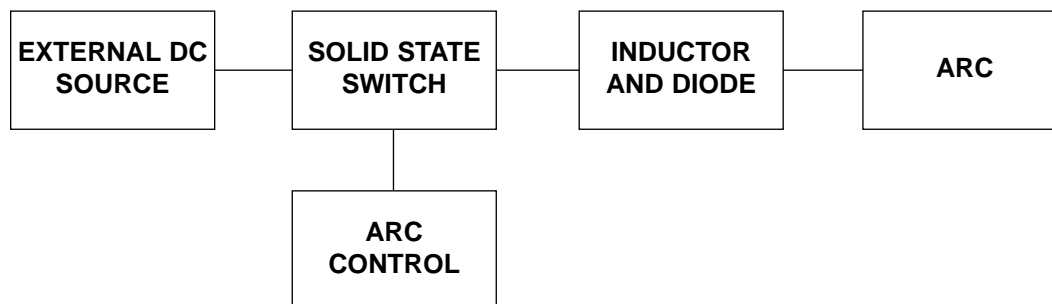 EXTERNAL DC
SOURCE
SOLID STATE
SWITCH
INDUCTOR
AND DIODE
ARC
ARC
CONTROL